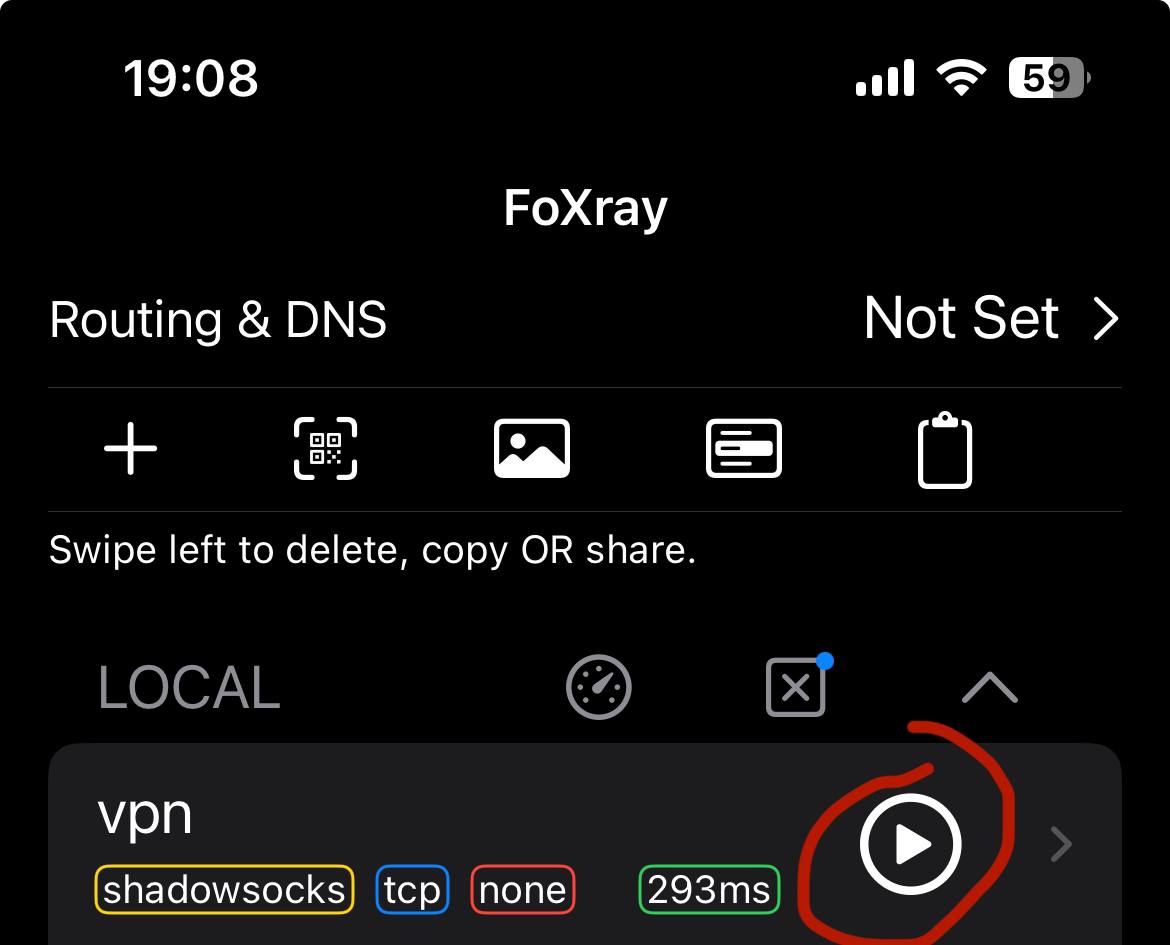 19:08 59
FoXray
Routing & DNS Not Set
Swipe left to delete, copy OR share.
LOCAL
vpn
shadowsocks tcp none 293ms